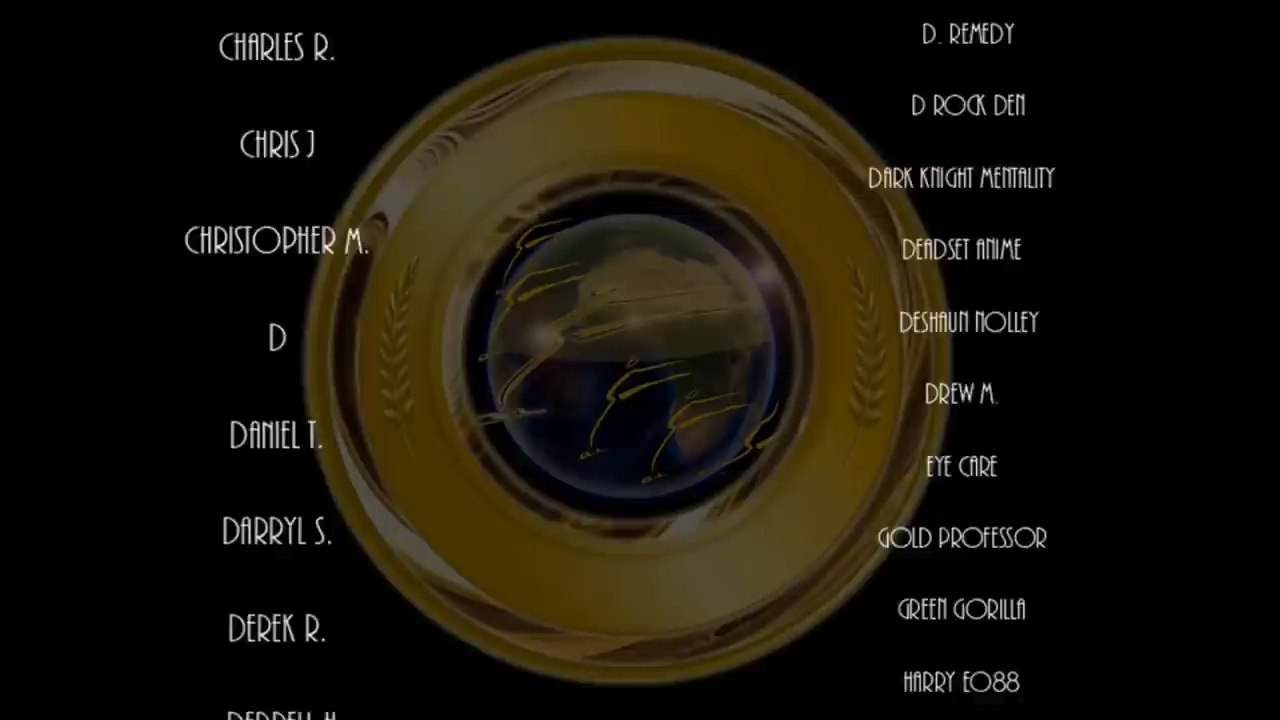 CHARLES R.
CHRIS J
CHRISTOPHER M.
D
DANIEL T.
DARRYL S.
DEREK R.
D. REMEDY
D ROCK DEN
DARK KNIGHT MENTALITY
DEADSET ANIME
DESHAUN NOLLEY
DREW M.
EYE CARE
GOLD PROFESSOR
GREEN GORILLA
HARRY EO88